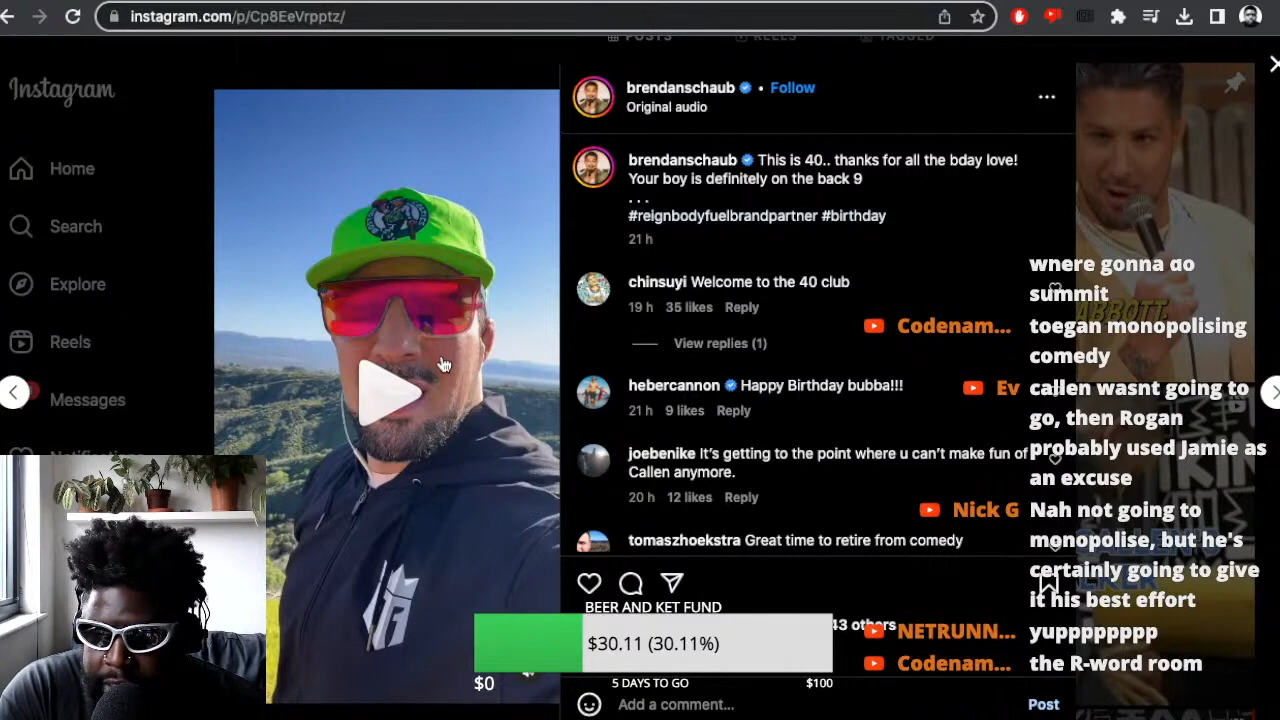 instagram.com/p/Cp8EeVrpptz/
POSTS REELS TAGGED
Instagram
Home
Search
Explore
Reels
Messages
brendanschaub • Follow
Original audio
brendanschaub This is 40.. thanks for all the bday love!
Your boy is definitely on the back 9
. . .
#reignbodyfuelbrandpartner #birthday
21 h
chinsuyi Welcome to the 40 club
19 h 35 likes Reply
View replies (1)
hebercannon Happy Birthday bubba!!!
21 h 9 likes Reply
joebenike It's getting to the point where u can't make fun of
Callen anymore.
20 h 12 likes Reply
tomaszhoekstra Great time to retire from comedy
43 others
Add a comment...
Post
BEER AND KET FUND
$30.11 (30.11%)
$0
5 DAYS TO GO
$100
where gonna do
summit
Codenam... toegan monopolising
comedy
Ev callen wasnt going to
go, then Rogan
probably used Jamie as
an excuse
Nick G Nah not going to
monopolise, but he's
certainly going to give
it his best effort
NETRUNN... yupppppppp
Codenam... the R-word room
ABBOTT